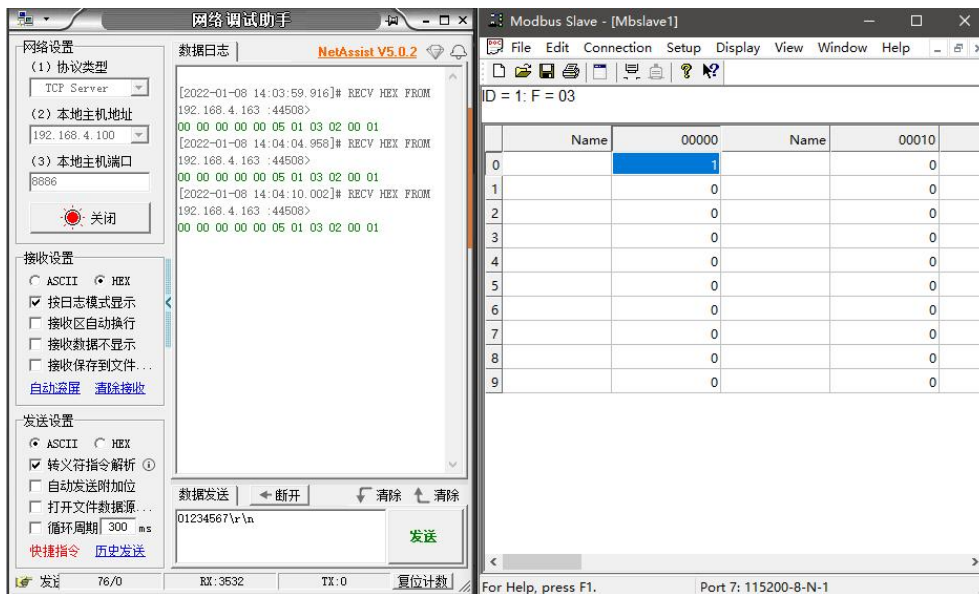 网络调试助手
网络设置
(1) 协议类型
TCP Server
(2) 本地主机地址
192.168.4.100
(3) 本地主机端口
8886
关闭
接收设置
ASCII HEX
按日志模式显示
接收区自动换行
接收数据不显示
接收保存到文件...
自动滚屏 清除接收
发送设置
ASCII HEX
转义符指令解析
自动发送附加位
打开文件数据源...
循环周期 300 ms
快捷指令 历史发送
数据日志 NetAssist V5.0.2
[2022-01-08 14:03:59.916]# RECV HEX FROM
192.168.4.163 :44508>
00 00 00 00 00 05 01 03 02 00 01
[2022-01-08 14:04:04.958]# RECV HEX FROM
192.168.4.163 :44508>
00 00 00 00 00 05 01 03 02 00 01
[2022-01-08 14:04:10.002]# RECV HEX FROM
192.168.4.163 :44508>
00 00 00 00 00 05 01 03 02 00 01
数据发送 断开 清除 清除
01234567\r\n
发送
76/0 RX:3532 TX:0 复位计数
Modbus Slave - [Mbslave1]
File Edit Connection Setup Display View Window Help
ID = 1: F = 03
Name 00000 Name 00010
0 1 0
1 0 0
2 0 0
3 0 0
4 0 0
5 0 0
6 0 0
7 0 0
8 0 0
9 0 0
For Help, press F1. Port 7: 115200-8-N-1